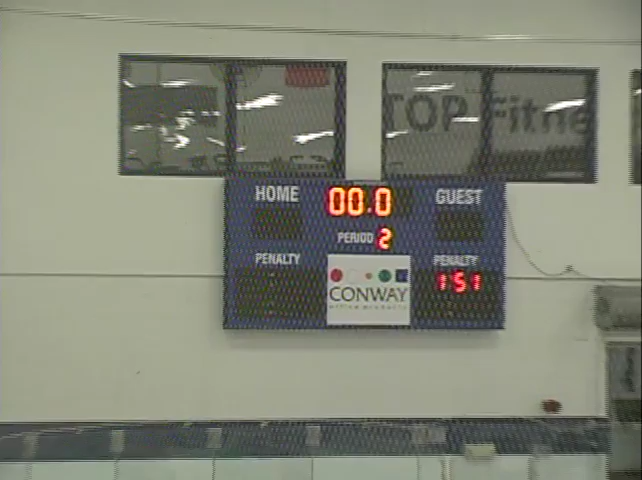 TOP Fitne
HOME 00.0 GUEST
PERIOD 2
PENALTY PENALTY
1 51
CONWAY